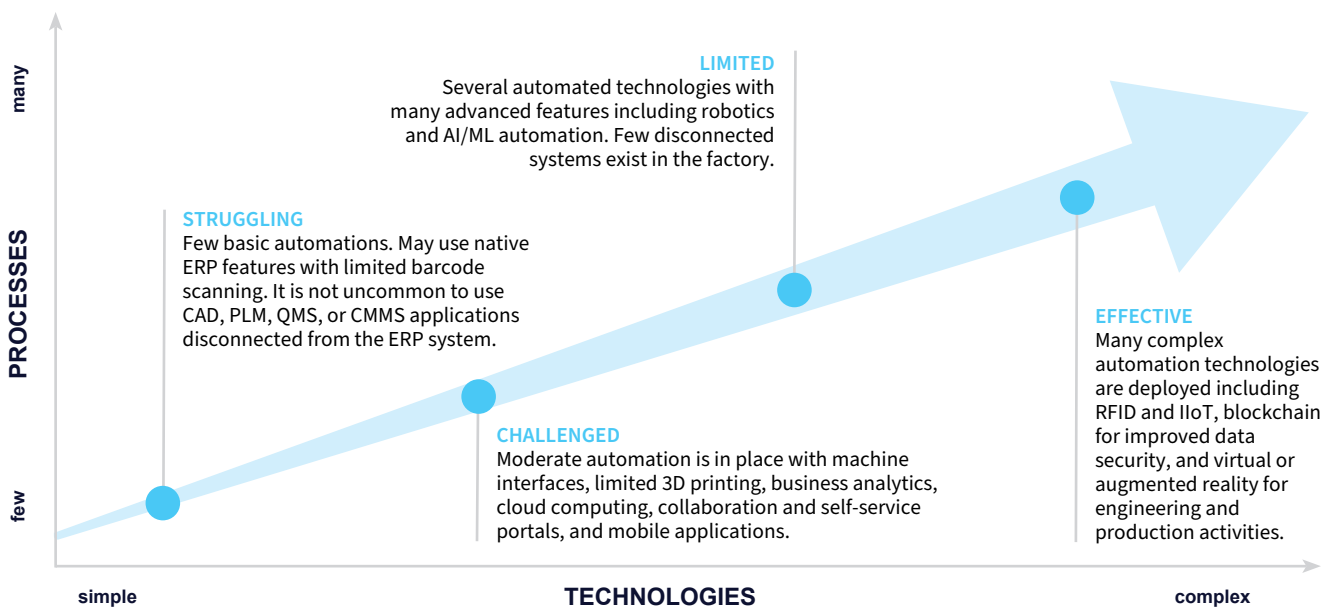 many
PROCESSES
few
LIMITED
Several automated technologies with
many advanced features including robotics
and AI/ML automation. Few disconnected
systems exist in the factory.
STRUGGLING
Few basic automations. May use native
ERP features with limited barcode
scanning. It is not uncommon to use
CAD, PLM, QMS, or CMMS applications
disconnected from the ERP system.
CHALLENGED
Moderate automation is in place with machine
interfaces, limited 3D printing, business analytics,
cloud computing, collaboration and self-service
portals, and mobile applications.
EFFECTIVE
Many complex
automation technologies
are deployed including
RFID and IIoT, blockchain
for improved data
security, and virtual or
augmented reality for
engineering and
production activities.
simple
TECHNOLOGIES
complex